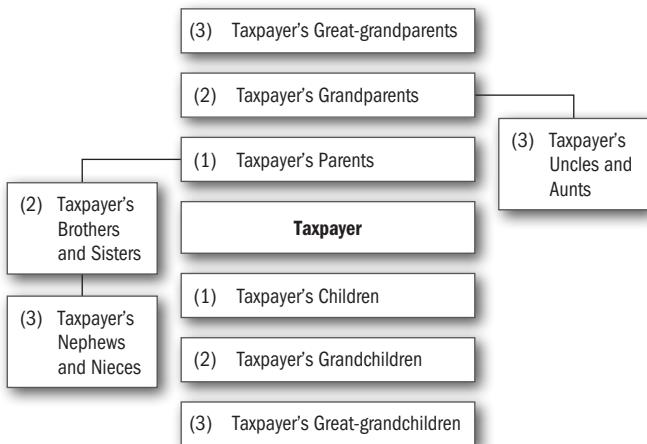 (3) Taxpayer's Great-grandparents
(2) Taxpayer's Grandparents
(3) Taxpayer's
Uncles and
Aunts
(1) Taxpayer's Parents
(2) Taxpayer's
Brothers
and Sisters
Taxpayer
(1) Taxpayer's Children
(3) Taxpayer's
Nephews
and Nieces
(2) Taxpayer's Grandchildren
(3) Taxpayer's Great-grandchildren